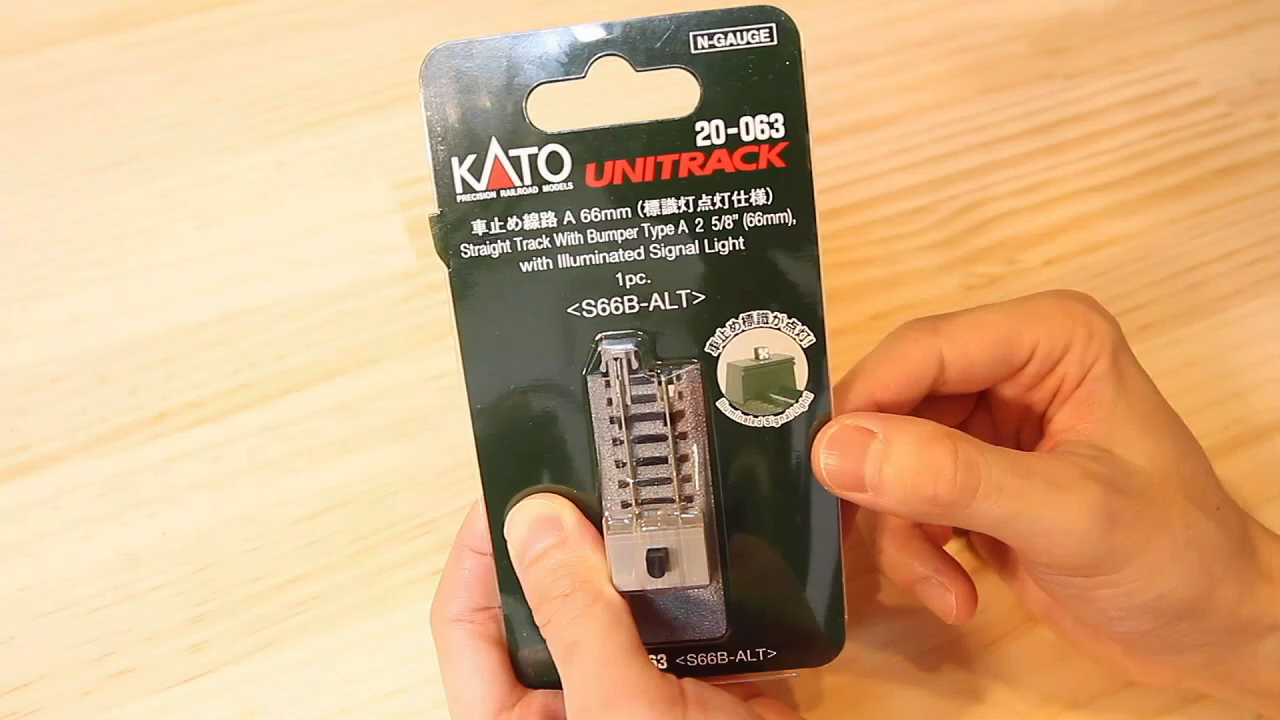 N-GAUGE
20-063
KATO UNITRACK
PRECISION RAILROAD MODELS
車止め線路 A 66mm (標識灯点灯仕様)
Straight Track With Bumper Type A 2 5/8" (66mm),
with Illuminated Signal Light
1pc.
<S66B-ALT>
車止め標識が点灯!
Illuminated Signal Light!
63 <S66B-ALT>